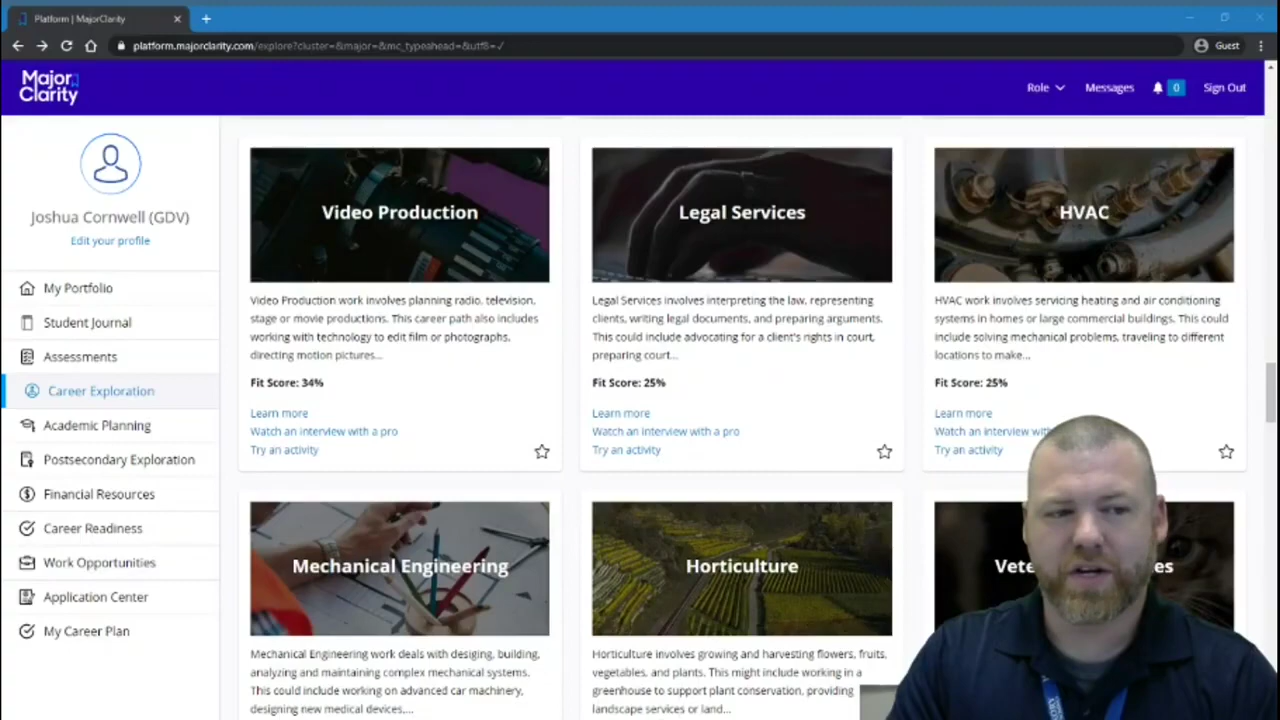 Platform | MajorClarity
platform.majorclarity.com/explore?cluster=&major=&mc_typeahead=&utf8=✓
Guest
Major
Clarity
Role
Messages
0
Sign Out
Joshua Cornwell (GDV)
Edit your profile
My Portfolio
Student Journal
Assessments
Career Exploration
Academic Planning
Postsecondary Exploration
Financial Resources
Career Readiness
Work Opportunities
Application Center
My Career Plan
Video Production
Video Production work involves planning radio, television,
stage or movie productions. This career path also includes
working with technology to edit film or photographs,
directing motion pictures...
Fit Score: 34%
Learn more
Watch an interview with a pro
Try an activity
Legal Services
Legal Services involves interpreting the law, representing
clients, writing legal documents, and preparing arguments.
This could include advocating for a client's rights in court,
preparing court...
Fit Score: 25%
Learn more
Watch an interview with a pro
Try an activity
HVAC
HVAC work involves servicing heating and air conditioning
systems in homes or large commercial buildings. This could
include solving mechanical problems, traveling to different
locations to make...
Fit Score: 25%
Learn more
Watch an interview
Try an activity
Mechanical Engineering
Mechanical Engineering work deals with desiging, building,
analyzing and maintaining complex mechanical systems.
This could include working on advanced car machinery,
designing new medical devices,...
Horticulture
Horticulture involves growing and harvesting flowers, fruits,
vegetables, and plants. This might include working in a
greenhouse to support plant conservation, providing
landscape services or land...